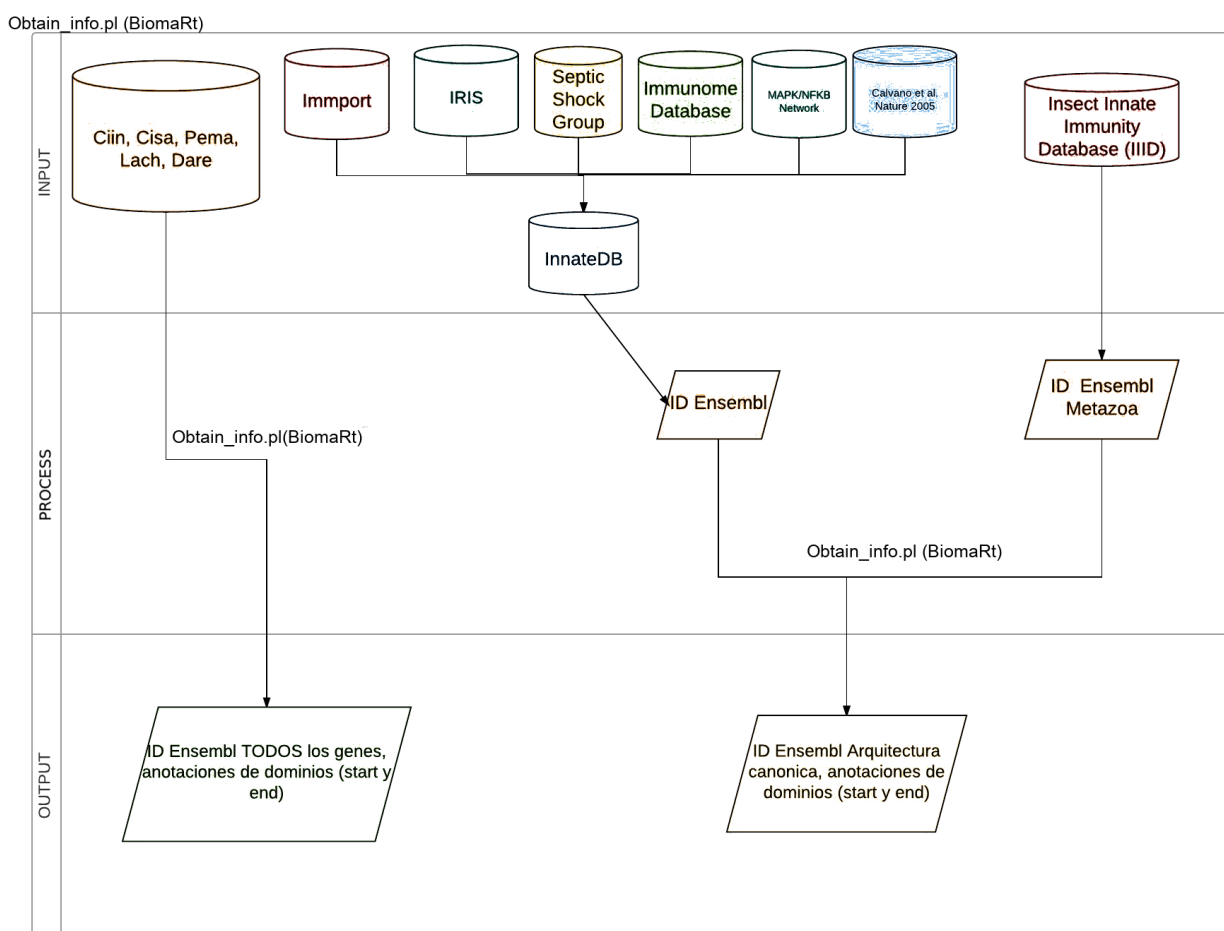 Obtain_info.pl (BiomaRt)
INPUT
Ciin, Cisa, Pema,
Lach, Dare
Immport
IRIS
Septic
Shock
Group
Immunome
Database
MAPK/NFKB
Network
Calvano et al.
Nature 2005
Insect Innate
Immunity
Database (IIID)
InnateDB
PROCESS
ID Ensembl
ID Ensembl
Metazoa
Obtain_info.pl(BiomaRt)
Obtain_info.pl (BiomaRt)
OUTPUT
ID Ensembl TODOS los genes,
anotaciones de dominios (start y
end)
ID Ensembl Arquitectura
canonica, anotaciones de
dominios (start y end)